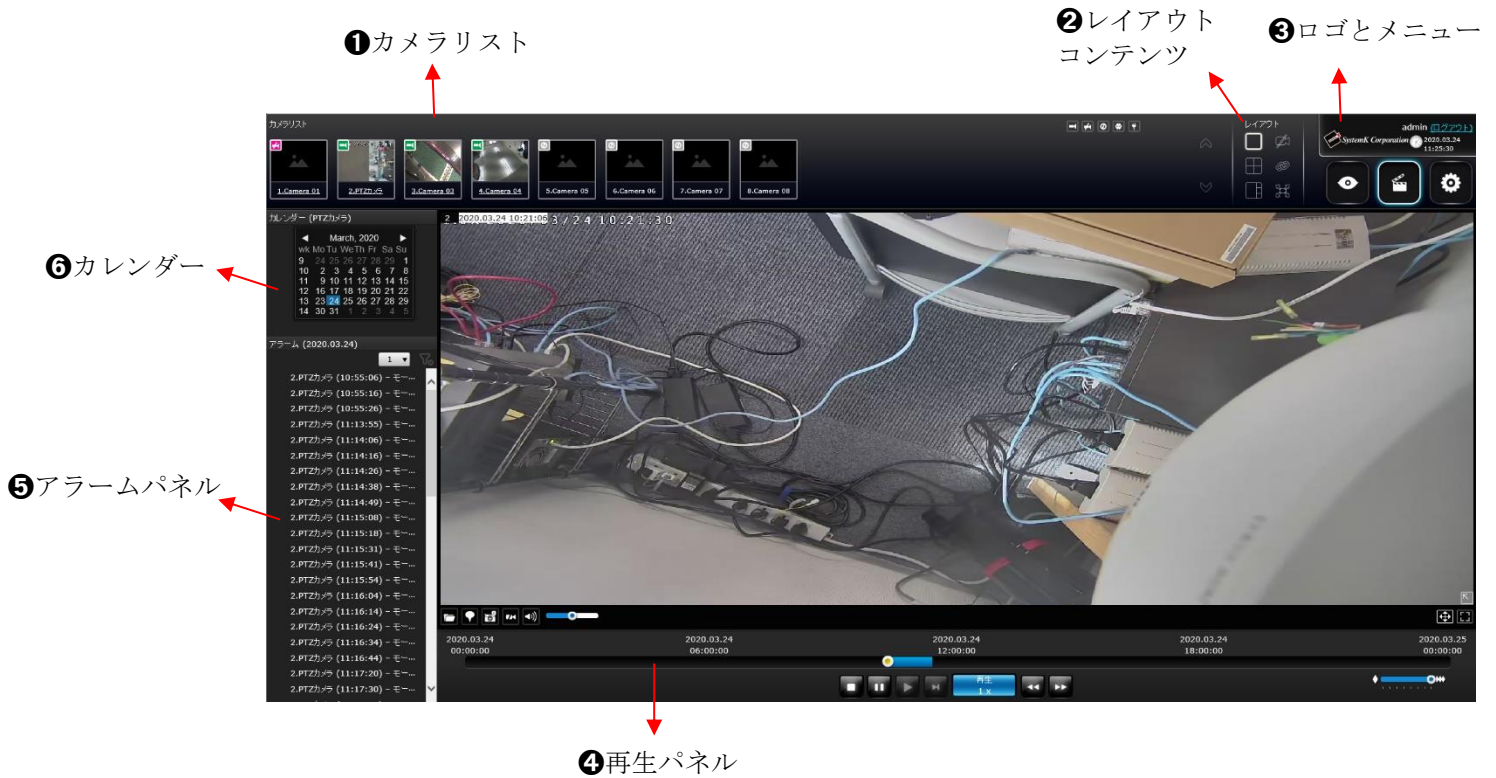 ❶カメラリスト
❷レイアウト
コンテンツ
❸ロゴとメニュー
カメラリスト
1.Camera 01
2.PTZカメラ
3.Camera 03
4.Camera 04
5.Camera 05
6.Camera 06
7.Camera 07
8.Camera 08
レイアウト
admin (ログアウト)
SystemK Corporation
2020.03.24
11:25:30
❻カレンダー
カレンダー (PTZカメラ)
March, 2020
wk Mo Tu We Th Fr Sa Su
9 24 25 26 27 28 29 1
10 2 3 4 5 6 7 8
11 9 10 11 12 13 14 15
12 16 17 18 19 20 21 22
13 23 24 25 26 27 28 29
14 30 31 1 2 3 4 5
2
2020.03.24 10:21:06
3/24 10:21:30
アラーム (2020.03.24)
1
❺アラームパネル
2.PTZカメラ (10:55:06) - モー...
2.PTZカメラ (10:55:16) - モー...
2.PTZカメラ (10:55:26) - モー...
2.PTZカメラ (11:13:55) - モー...
2.PTZカメラ (11:14:06) - モー...
2.PTZカメラ (11:14:16) - モー...
2.PTZカメラ (11:14:26) - モー...
2.PTZカメラ (11:14:38) - モー...
2.PTZカメラ (11:14:49) - モー...
2.PTZカメラ (11:15:08) - モー...
2.PTZカメラ (11:15:18) - モー...
2.PTZカメラ (11:15:31) - モー...
2.PTZカメラ (11:15:41) - モー...
2.PTZカメラ (11:15:54) - モー...
2.PTZカメラ (11:16:04) - モー...
2.PTZカメラ (11:16:14) - モー...
2.PTZカメラ (11:16:24) - モー...
2.PTZカメラ (11:16:34) - モー...
2.PTZカメラ (11:16:44) - モー...
2.PTZカメラ (11:17:20) - モー...
2.PTZカメラ (11:17:30) - モー...
2020.03.24
00:00:00
2020.03.24
06:00:00
2020.03.24
12:00:00
2020.03.24
18:00:00
2020.03.25
00:00:00
再生
1 x
❹再生パネル